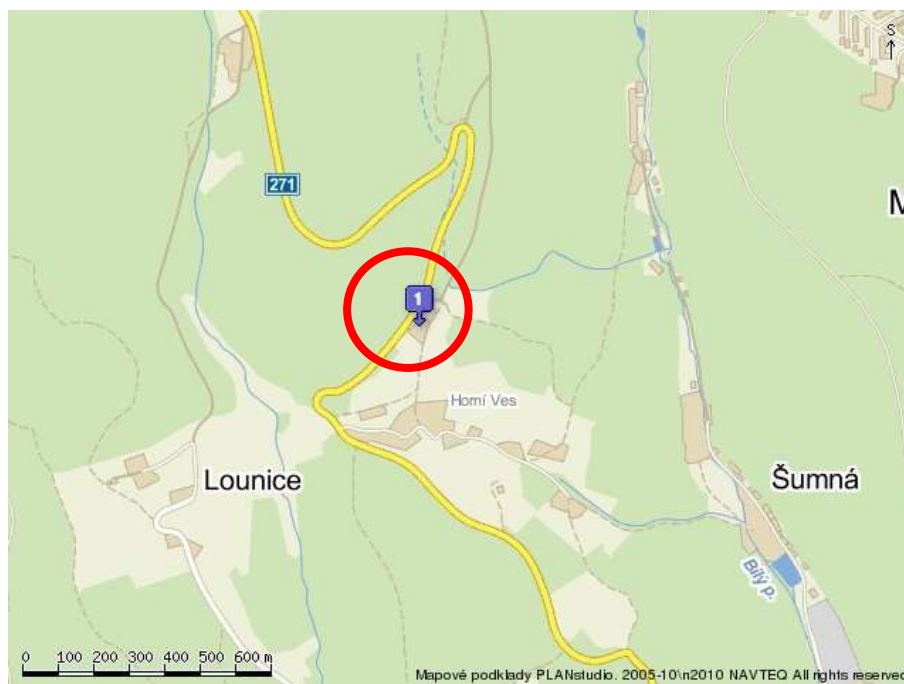 S
271
M
1
Horní Ves
Lounice
Šumná
Bílý p.
0 100 200 300 400 500 600 m
Mapové podklady PLANstudio. 2005-10\n2010 NAVTEQ All rights reserved